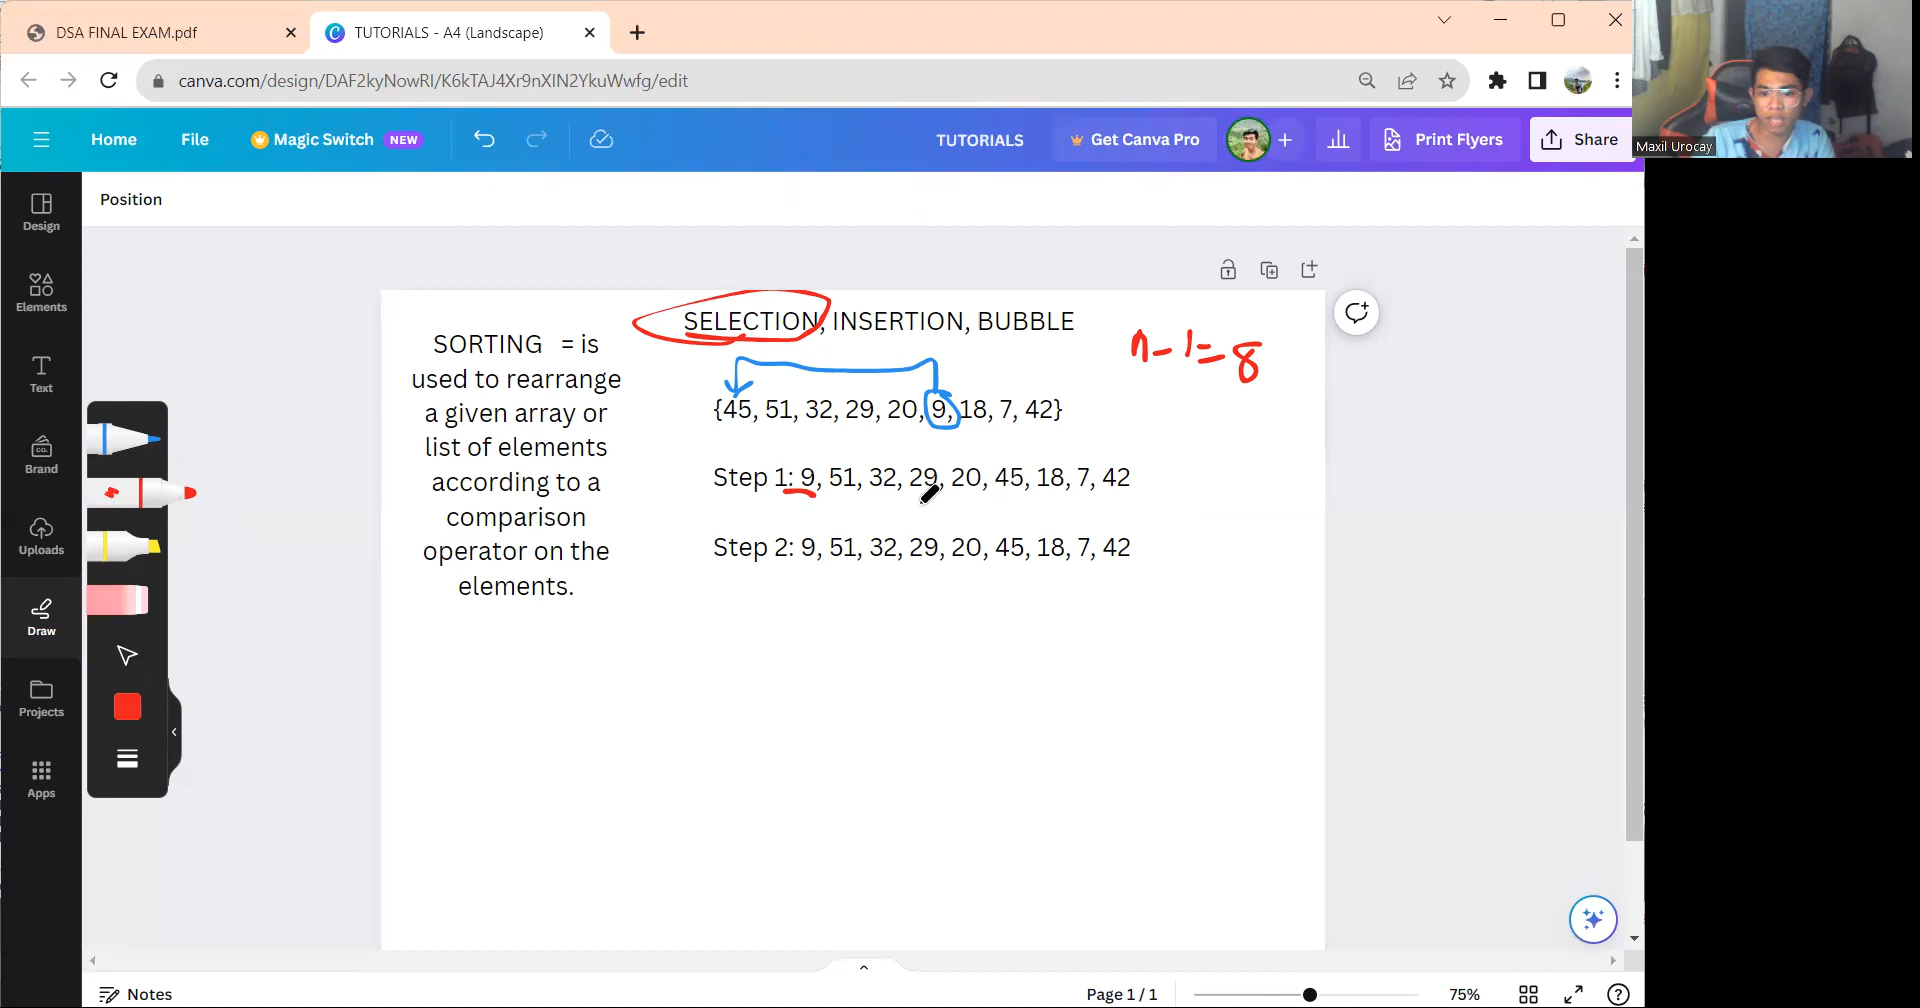 DSA FINAL EXAM.pdf
TUTORIALS - A4 (Landscape)
canva.com/design/DAF2kyNowRI/K6kTAJ4Xr9nXIN2YkuWwfg/edit
Home
File
Magic Switch NEW
TUTORIALS
Get Canva Pro
Print Flyers
Share
Maxil Urocay
Position
Design
Elements
Text
Brand
Uploads
Draw
Projects
Apps
SORTING = is
used to rearrange
a given array or
list of elements
according to a
comparison
operator on the
elements.
SELECTION, INSERTION, BUBBLE
n - 1 = 8
{45, 51, 32, 29, 20, 9, 18, 7, 42}
Step 1: 9, 51, 32, 29, 20, 45, 18, 7, 42
Step 2: 9, 51, 32, 29, 20, 45, 18, 7, 42
Notes
Page 1 / 1
75%